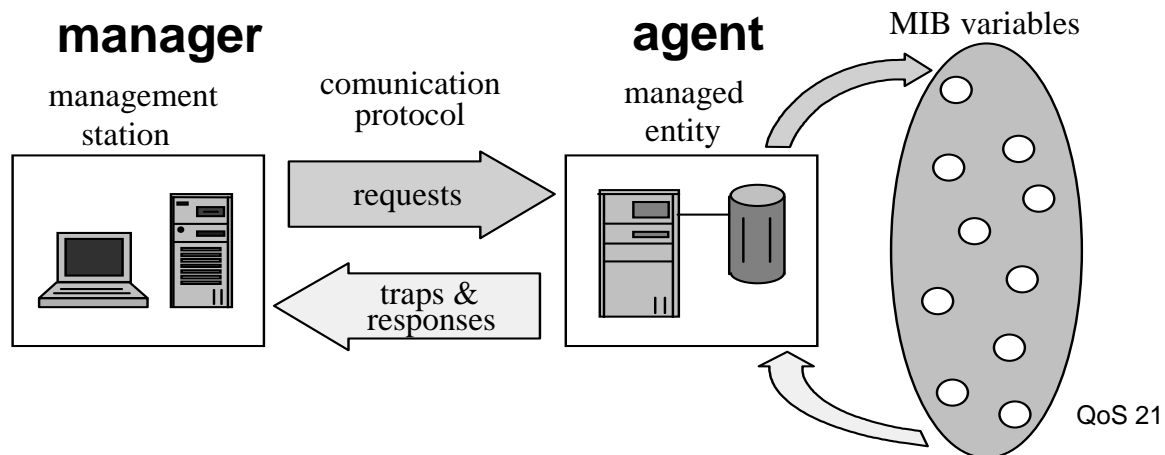 manager
management
station
comunication
protocol
requests
traps &
responses
agent
managed
entity
MIB variables
QoS 21